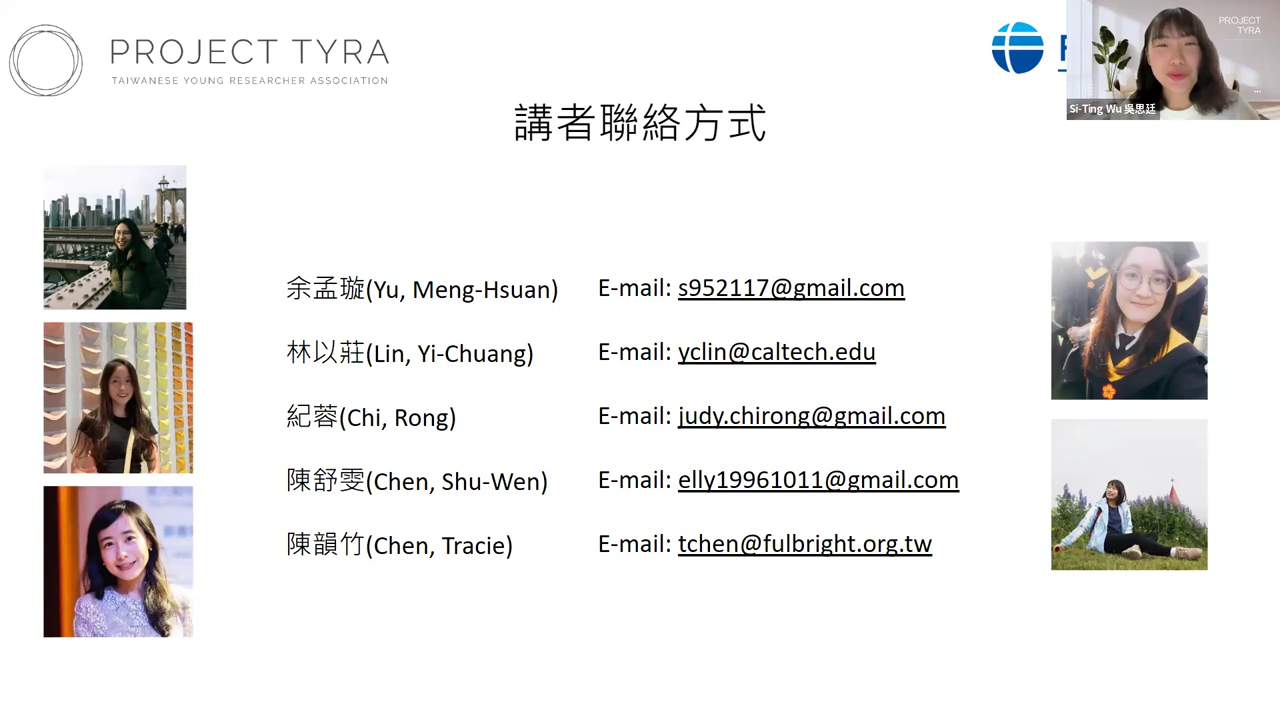 PROJECT TYRA
TAIWANESE YOUNG RESEARCHER ASSOCIATION
PROJECT
TYRA
Si-Ting Wu 吳思廷
講者聯絡方式
余孟璇(Yu, Meng-Hsuan) E-mail: s952117@gmail.com
林以莊(Lin, Yi-Chuang) E-mail: yclin@caltech.edu
紀蓉(Chi, Rong) E-mail: judy.chirong@gmail.com
陳舒雯(Chen, Shu-Wen) E-mail: elly19961011@gmail.com
陳韻竹(Chen, Tracie) E-mail: tchen@fulbright.org.tw